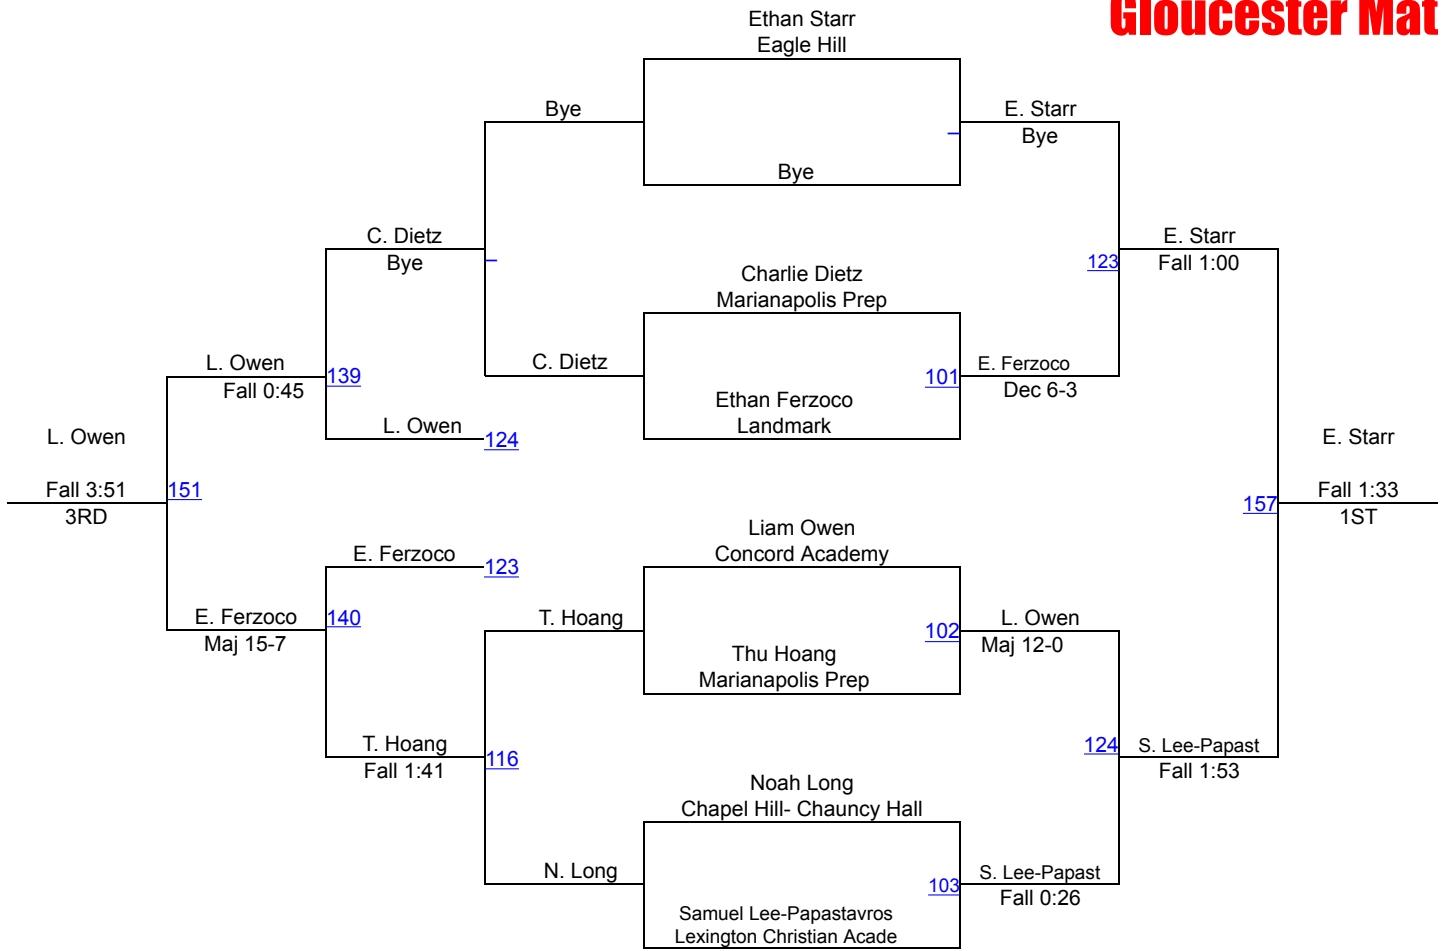 Gloucester Mat
Ethan Starr
Eagle Hill
Bye
E. Starr
Bye
Bye
C. Dietz
Bye
E. Starr
Fall 1:00
123
Charlie Dietz
Marianapolis Prep
L. Owen
Fall 0:45
139
C. Dietz
101
E. Ferzoco
Dec 6-3
Ethan Ferzoco
Landmark
L. Owen
124
L. Owen
E. Starr
Fall 3:51
3RD
151
157
Fall 1:33
1ST
Liam Owen
Concord Academy
E. Ferzoco
123
E. Ferzoco
Maj 15-7
140
T. Hoang
102
L. Owen
Maj 12-0
Thu Hoang
Marianapolis Prep
T. Hoang
Fall 1:41
116
124
S. Lee-Papast
Fall 1:53
Noah Long
Chapel Hill- Chauncy Hall
N. Long
103
S. Lee-Papast
Fall 0:26
Samuel Lee-Papastavros
Lexington Christian Acade